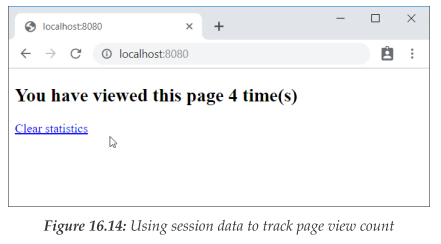 localhost:8080
localhost:8080
You have viewed this page 4 time(s)
Clear statistics
Figure 16.14: Using session data to track page view count